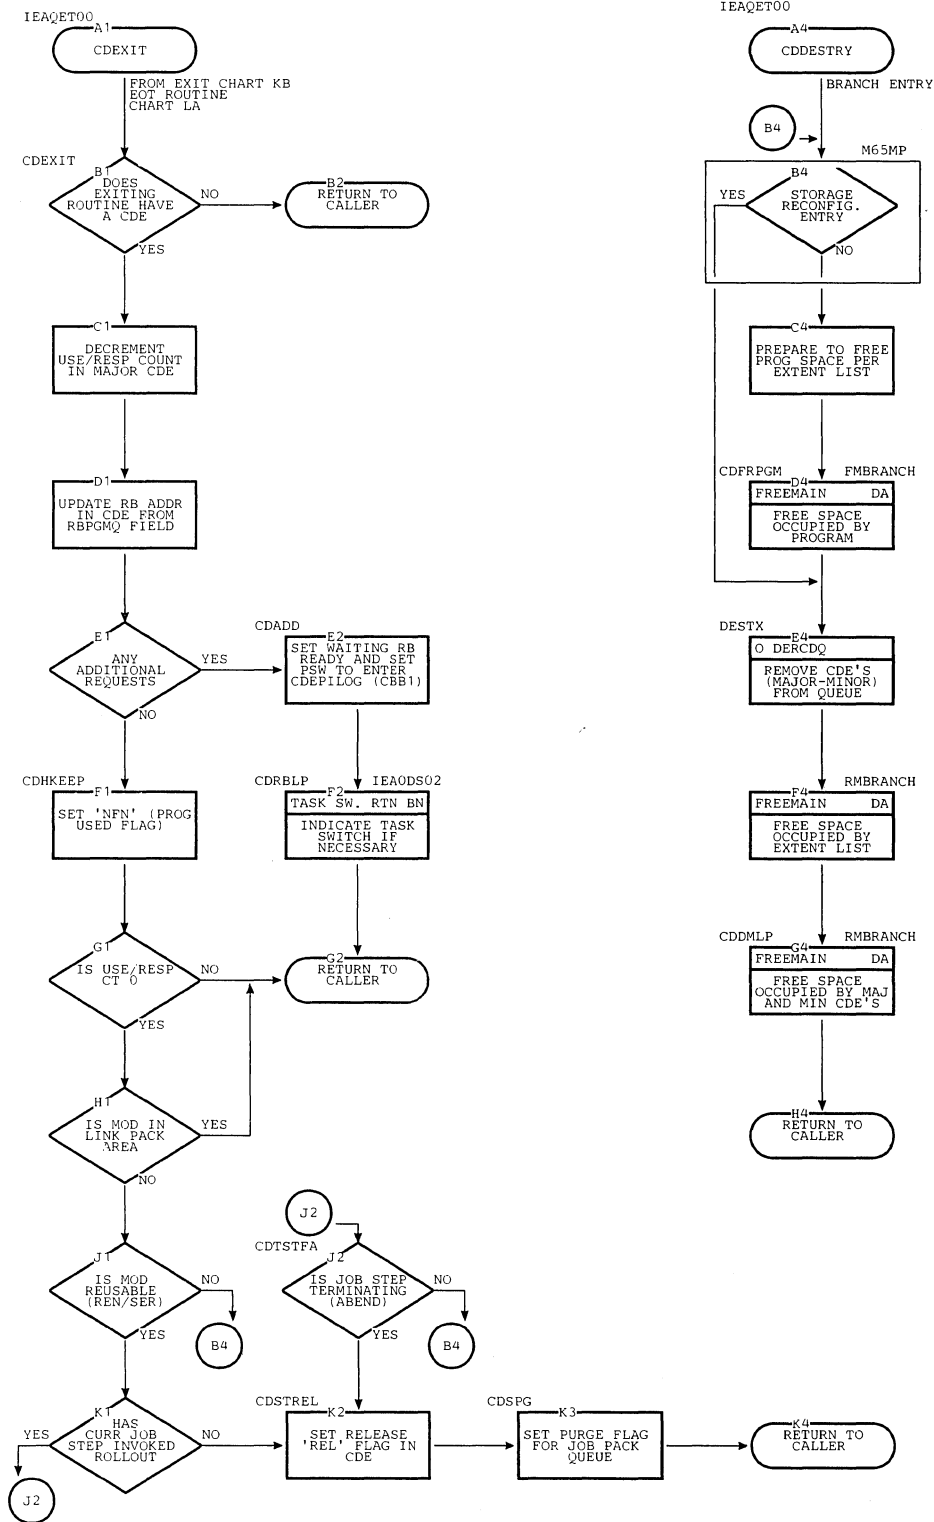 IEAQET00
A1
CDEXIT
FROM EXIT CHART KB
EOT ROUTINE
CHART LA
CDEXIT
B1
DOES
EXITING
ROUTINE HAVE
A CDE
NO
YES
B2
RETURN TO
CALLER
C1
DECREMENT
USE/RESP COUNT
IN MAJOR CDE
D1
UPDATE RB ADDR
IN CDE FROM
RBPGMQ FIELD
E1
ANY
ADDITIONAL
REQUESTS
YES
NO
CDADD
E2
SET WAITING RB
READY AND SET
PSW TO ENTER
CDEPILOG (CBB1)
CDHKEEP
F1
SET 'NFN' (PROG
USED FLAG)
CDRBLP
IEAODS02
F2
TASK SW. RTN BN
INDICATE TASK
SWITCH IF
NECESSARY
G1
IS USE/RESP
CT 0
NO
YES
G2
RETURN TO
CALLER
H1
IS MOD IN
LINK PACK
AREA
YES
NO
J1
IS MOD
REUSABLE
(REN/SER)
NO
YES
B4
J2
CDTSTFA
J2
IS JOB STEP
TERMINATING
(ABEND)
NO
YES
B4
K1
HAS
CURR JOB
STEP INVOKED
ROLLOUT
YES
NO
J2
CDSTREL
K2
SET RELEASE
'REL' FLAG IN
CDE
CDSPG
K3
SET PURGE FLAG
FOR JOB PACK
QUEUE
K4
RETURN TO
CALLER
IEAQET00
A4
CDDESTRY
BRANCH ENTRY
B4
M65MP
B4
STORAGE
RECONFIG.
ENTRY
YES
NO
C4
PREPARE TO FREE
PROG SPACE PER
EXTENT LIST
CDFRPGM
FMBRANCH
D4
FREEMAIN DA
FREE SPACE
OCCUPIED BY
PROGRAM
DESTX
E4
O DERCDQ
REMOVE CDE'S
(MAJOR-MINOR)
FROM QUEUE
RMBRANCH
F4
FREEMAIN DA
FREE SPACE
OCCUPIED BY
EXTENT LIST
CDDMLP
RMBRANCH
G4
FREEMAIN DA
FREE SPACE
OCCUPIED BY MAJ
AND MIN CDE'S
H4
RETURN TO
CALLER